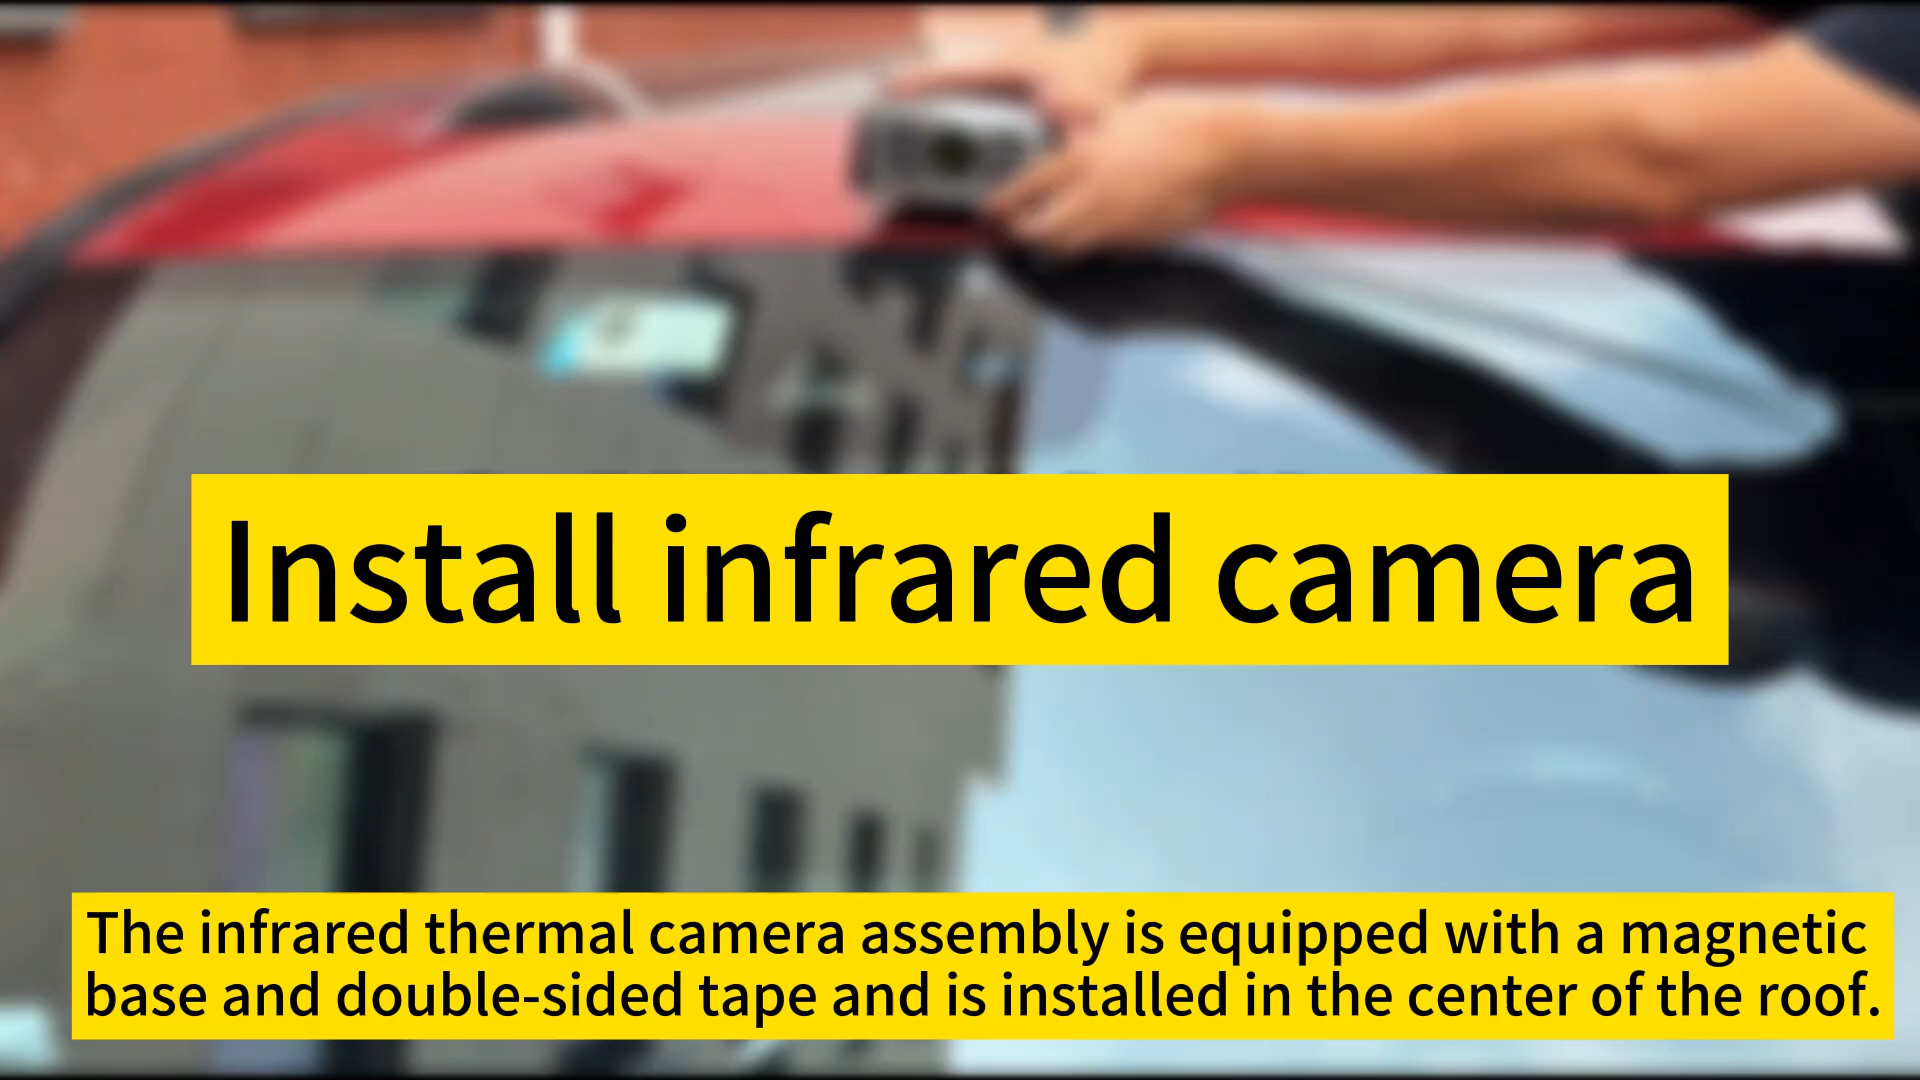 Install infrared camera
The infrared thermal camera assembly is equipped with a magnetic
base and double-sided tape and is installed in the center of the roof.